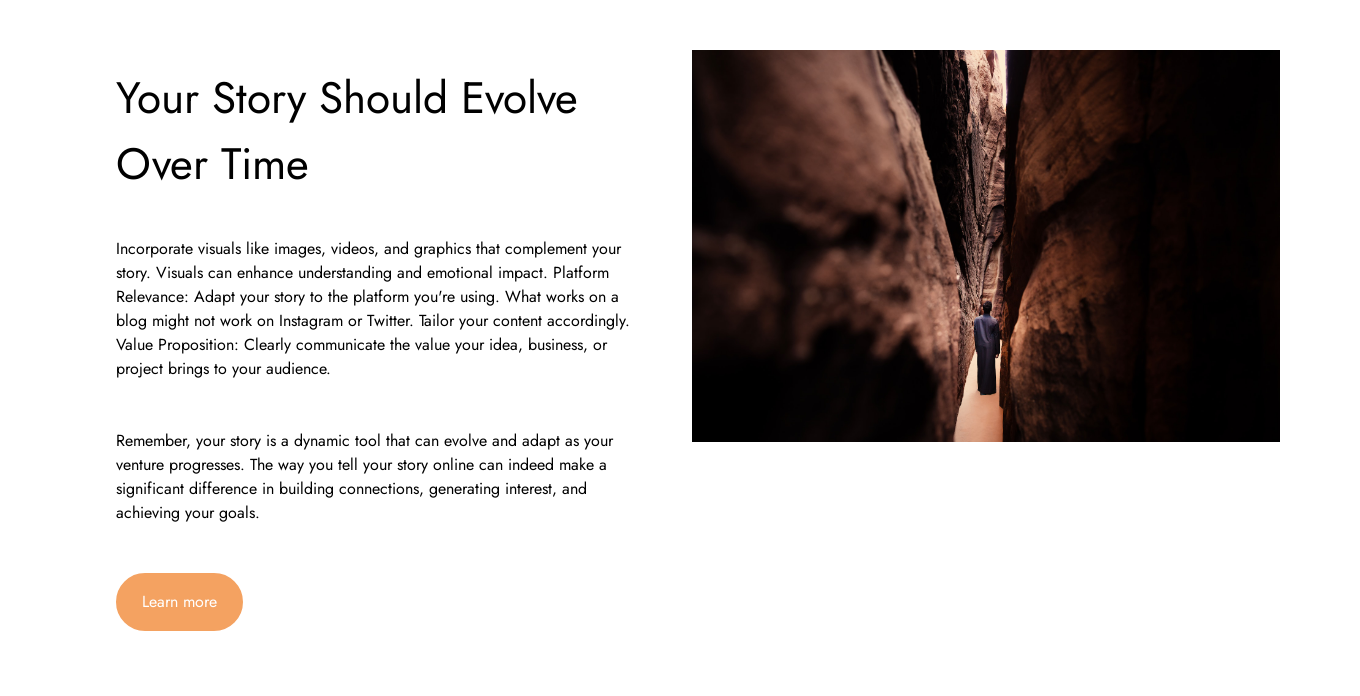 Your Story Should Evolve
Over Time
Incorporate visuals like images, videos, and graphics that complement your
story. Visuals can enhance understanding and emotional impact. Platform
Relevance: Adapt your story to the platform you're using. What works on a
blog might not work on Instagram or Twitter. Tailor your content accordingly.
Value Proposition: Clearly communicate the value your idea, business, or
project brings to your audience.
Remember, your story is a dynamic tool that can evolve and adapt as your
venture progresses. The way you tell your story online can indeed make a
significant difference in building connections, generating interest, and
achieving your goals.
Learn more